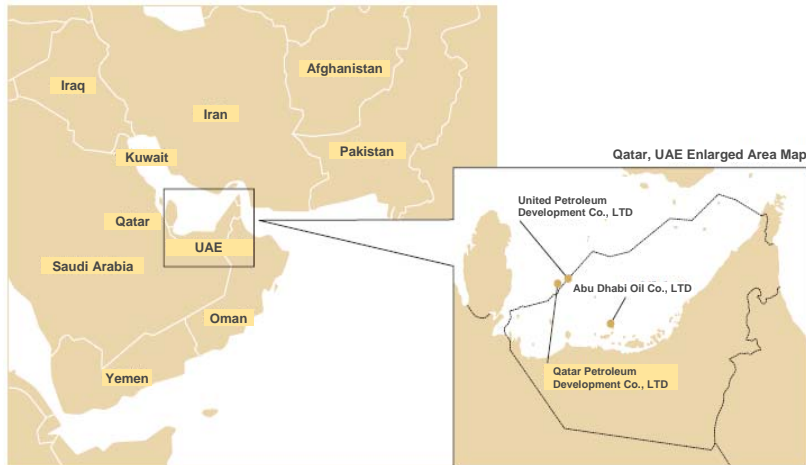 Afghanistan
Iraq
Iran
Pakistan
Kuwait
Qatar, UAE Enlarged Area Map
United Petroleum
Development Co., LTD
Qatar
UAE
Saudi Arabia
Abu Dhabi Oil Co., LTD
Oman
Qatar Petroleum
Development Co., LTD
Yemen